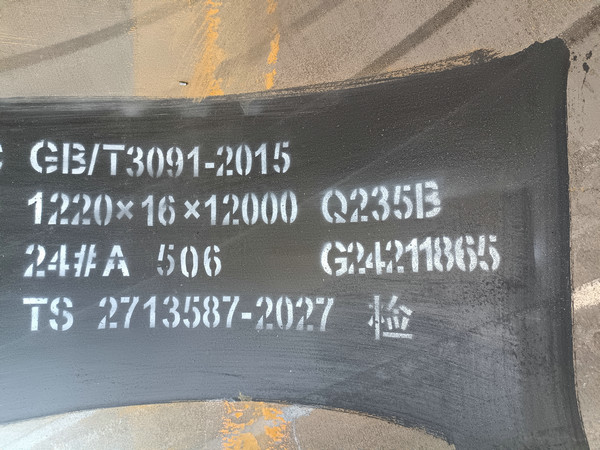 GB/T3091-2015
1220×16×12000 Q235B
24#A 506 G24211865
TS 2713587-2027 检